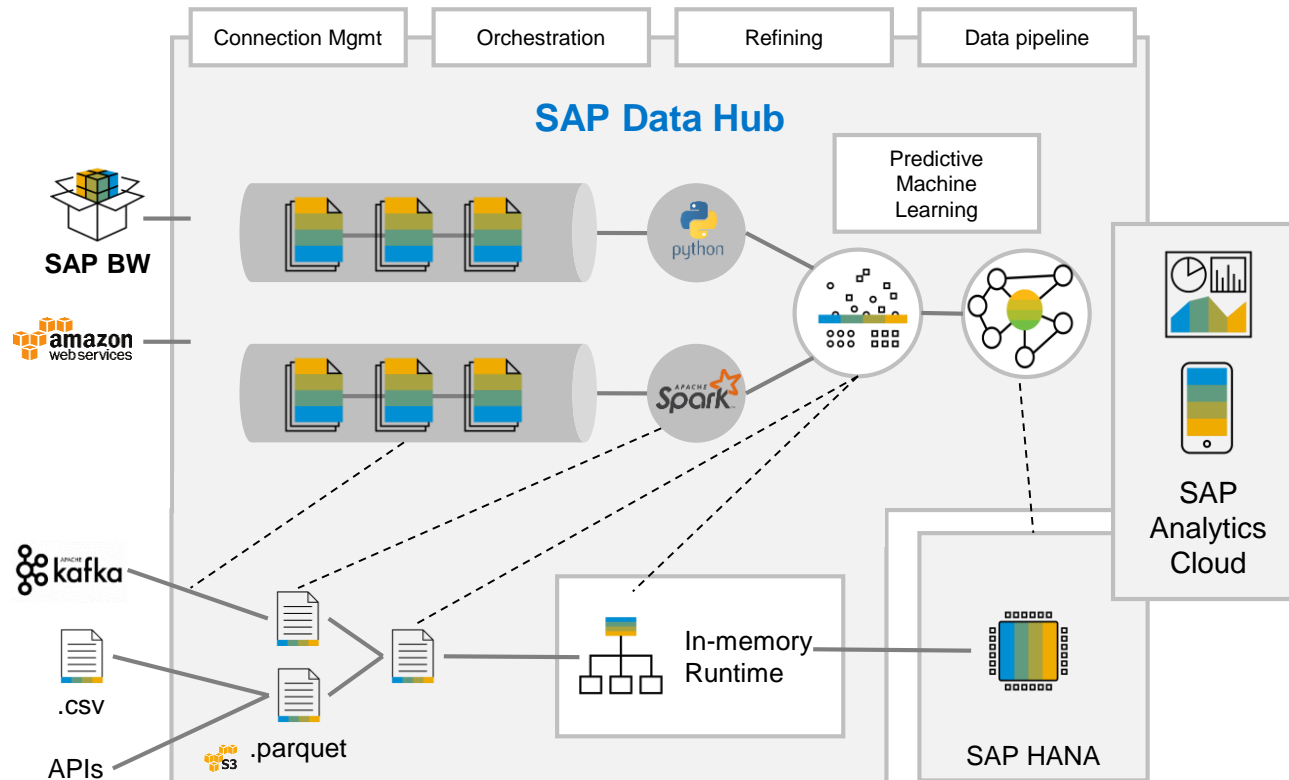 Connection Mgmt
Orchestration
Refining
Data pipeline
SAP Data Hub
Predictive
Machine
Learning
SAP BW
python
amazon
web services
APACHE
Spark
SAP
Analytics
Cloud
APACHE
kafka
.csv
APIs
S3
.parquet
In-memory
Runtime
SAP HANA